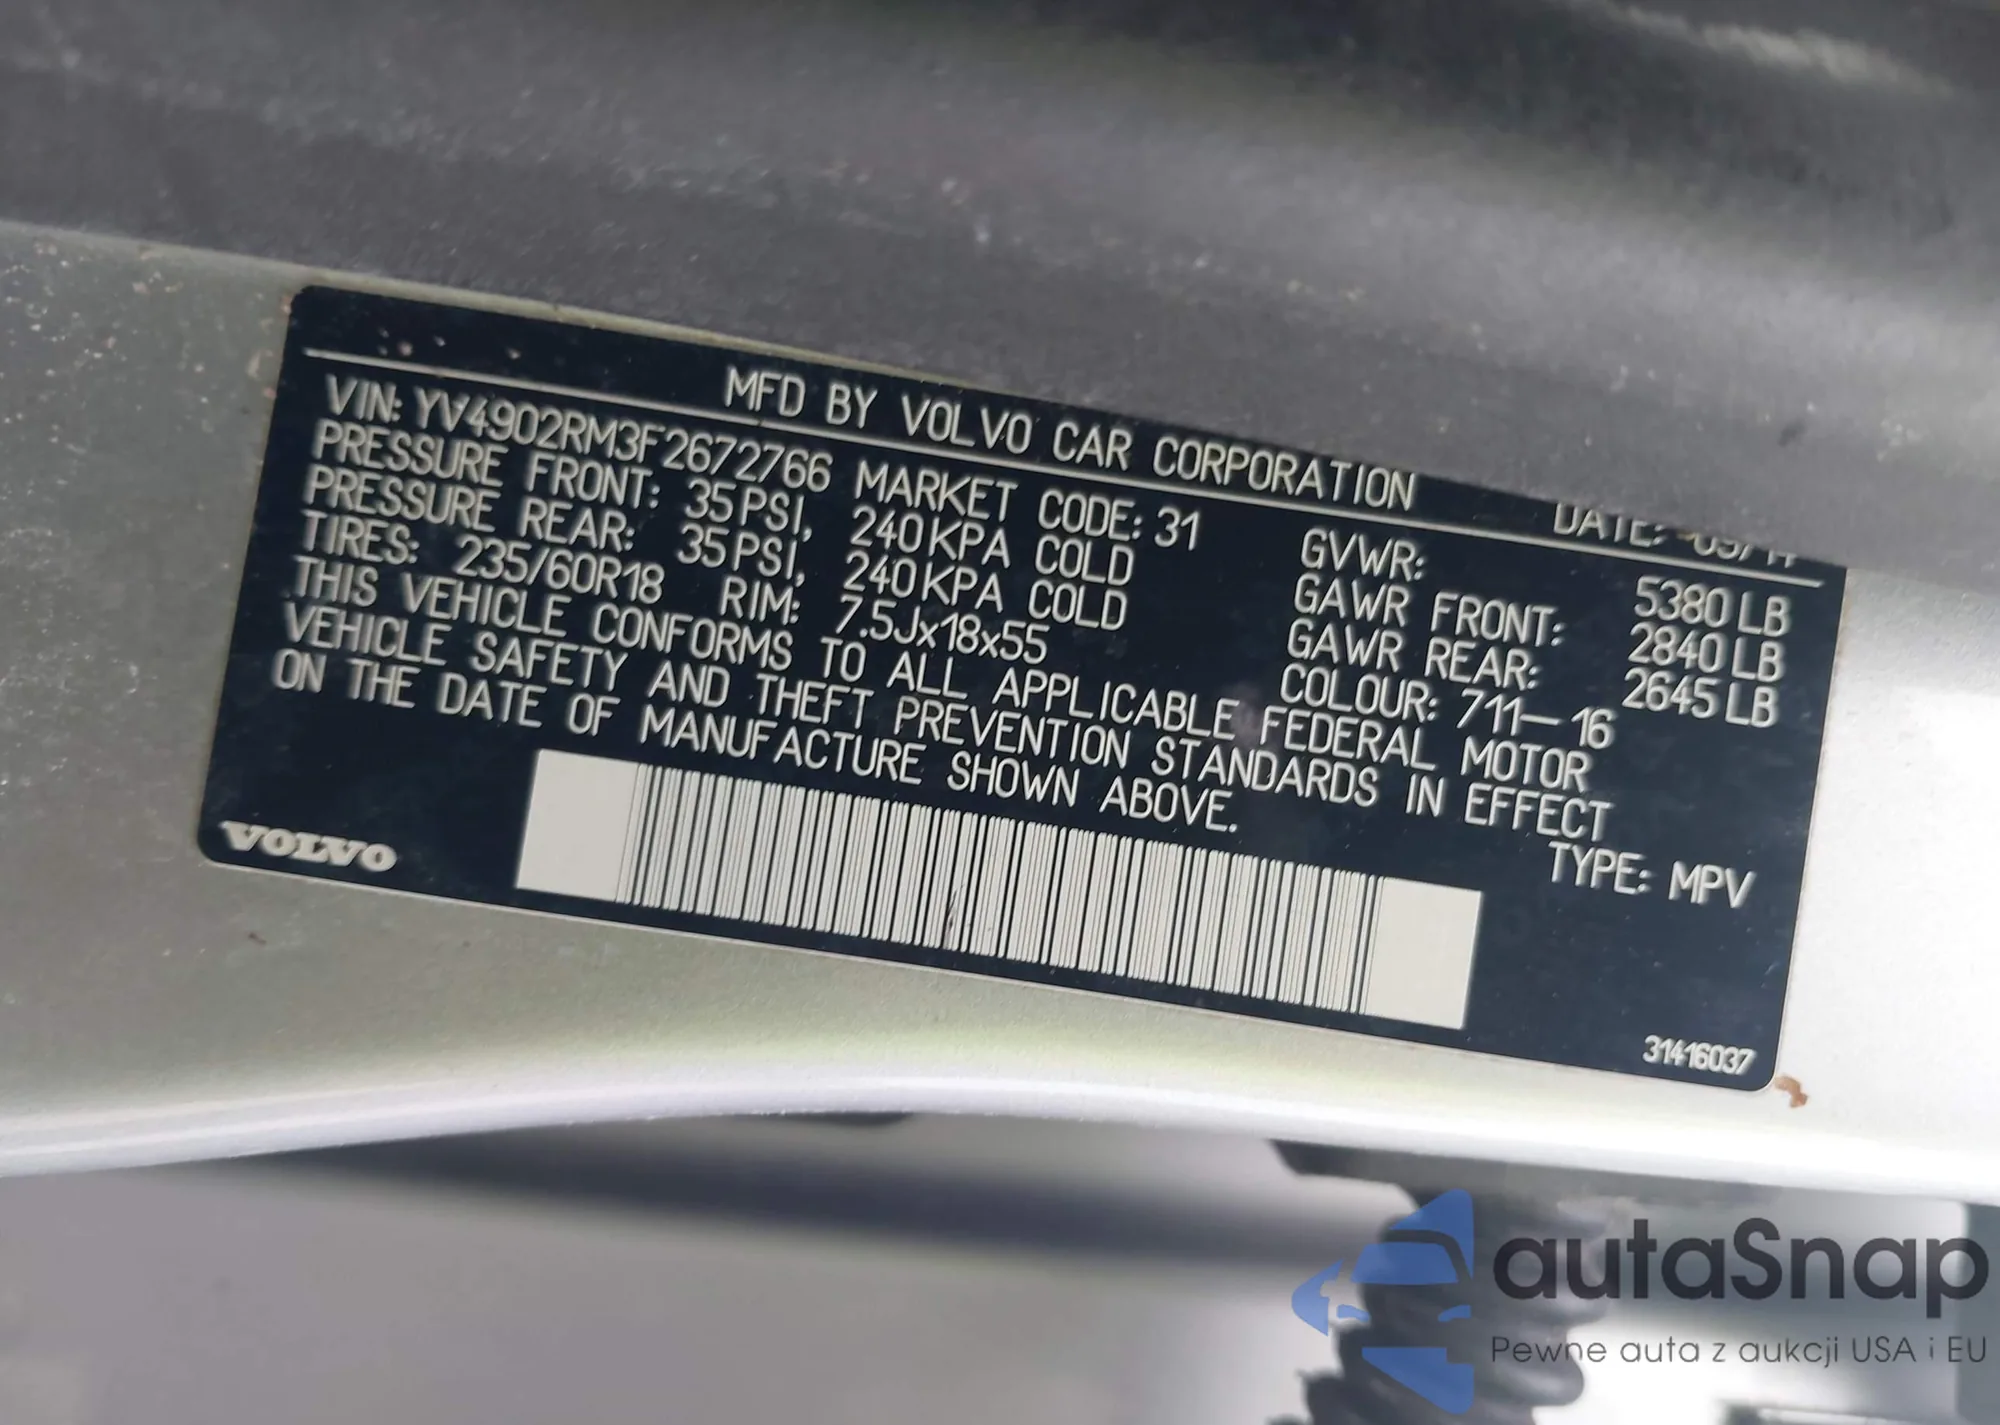 MFD BY VOLVO CAR CORPORATION DATE:
VIN: YV4902RM3F2672766 MARKET CODE: 31 GVWR: 5380 LB
PRESSURE FRONT: 35 PSI, 240 KPA COLD GAWR FRONT: 2840 LB
PRESSURE REAR: 35 PSI, 240 KPA COLD GAWR REAR: 2645 LB
TIRES: 235/60R18 RIM: 7.5Jx18x55 COLOUR: 711-16
THIS VEHICLE CONFORMS TO ALL APPLICABLE FEDERAL MOTOR
VEHICLE SAFETY AND THEFT PREVENTION STANDARDS IN EFFECT
ON THE DATE OF MANUFACTURE SHOWN ABOVE.
TYPE: MPV
VOLVO
31416037
autaSnap
Pewne auta z aukcji USA i EU